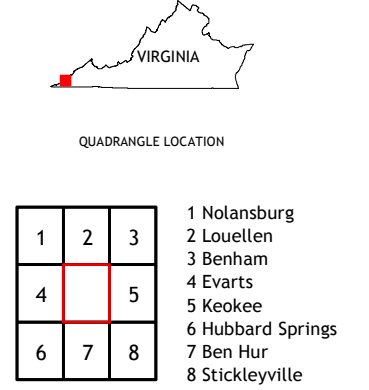 VIRGINIA
QUADRANGLE LOCATION
1 2 3
4 5
6 7 8
1 Nolansburg
2 Louellen
3 Benham
4 Evarts
5 Keokee
6 Hubbard Springs
7 Ben Hur
8 Stickleyville